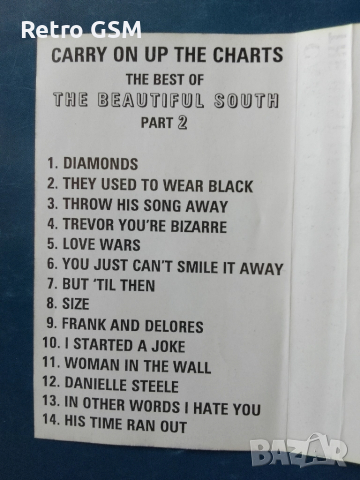 Retro GSM
CARRY ON UP THE CHARTS
THE BEST OF
THE BEAUTIFUL SOUTH
PART 2
1. DIAMONDS
2. THEY USED TO WEAR BLACK
3. THROW HIS SONG AWAY
4. TREVOR YOU'RE BIZARRE
5. LOVE WARS
6. YOU JUST CAN'T SMILE IT AWAY
7. BUT 'TIL THEN
8. SIZE
9. FRANK AND DELORES
10. I STARTED A JOKE
11. WOMAN IN THE WALL
12. DANIELLE STEELE
13. IN OTHER WORDS I HATE YOU
14. HIS TIME RAN OUT
bazar